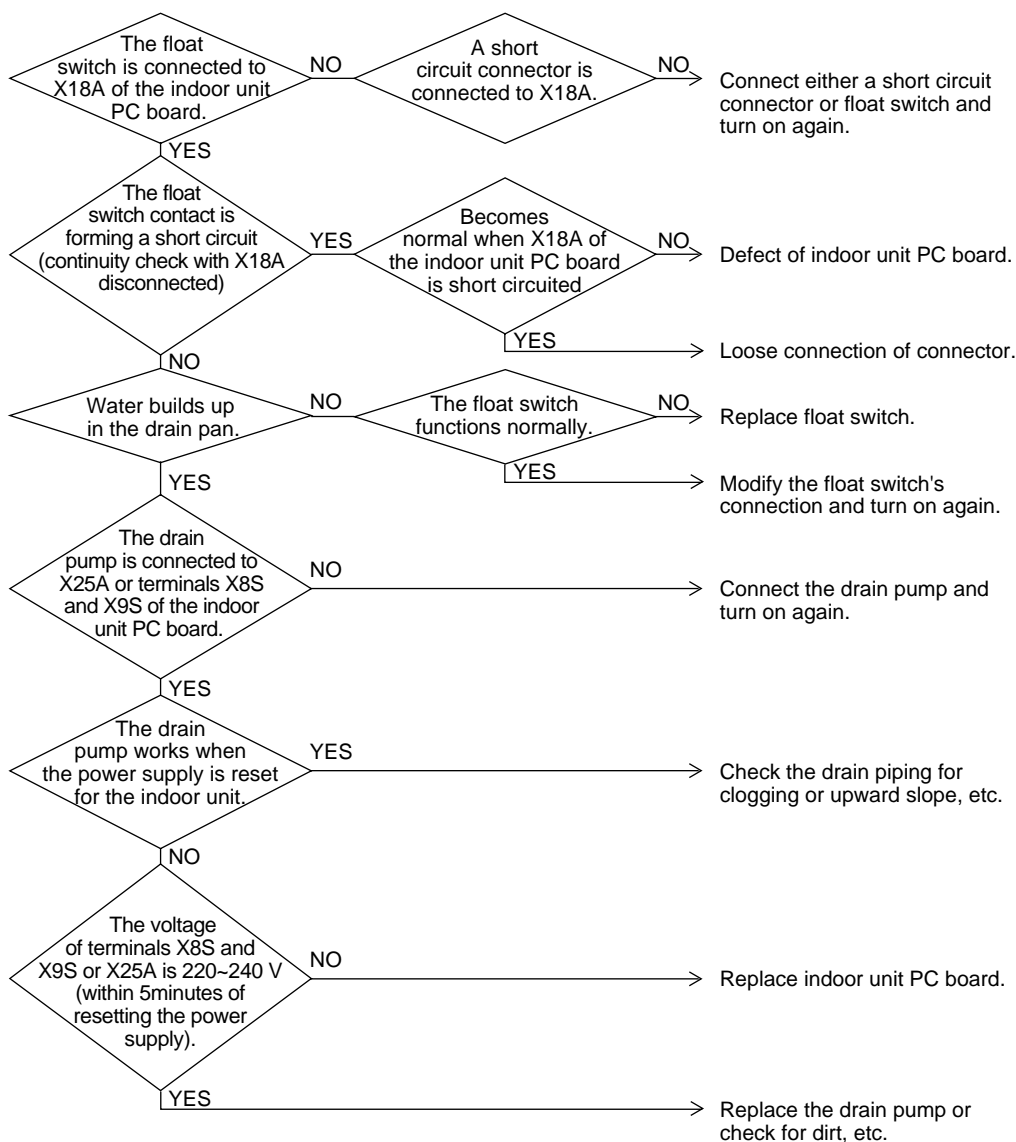 The float
switch is connected to
X18A of the indoor unit
PC board.
NO
A short
circuit connector is
connected to X18A.
NO
Connect either a short circuit
connector or float switch and
turn on again.
YES
The float
switch contact is
forming a short circuit
(continuity check with X18A
disconnected)
YES
Becomes
normal when X18A of
the indoor unit PC board
is short circuited
NO
Defect of indoor unit PC board.
YES
Loose connection of connector.
NO
Water builds up
in the drain pan.
NO
The float switch
functions normally.
NO
Replace float switch.
YES
Modify the float switch's
connection and turn on again.
YES
The drain
pump is connected to
X25A or terminals X8S
and X9S of the indoor
unit PC board.
NO
Connect the drain pump and
turn on again.
YES
The drain
pump works when
the power supply is reset
for the indoor unit.
YES
Check the drain piping for
clogging or upward slope, etc.
NO
The voltage
of terminals X8S and
X9S or X25A is 220~240 V
(within 5minutes of
resetting the power
supply).
NO
Replace indoor unit PC board.
YES
Replace the drain pump or
check for dirt, etc.